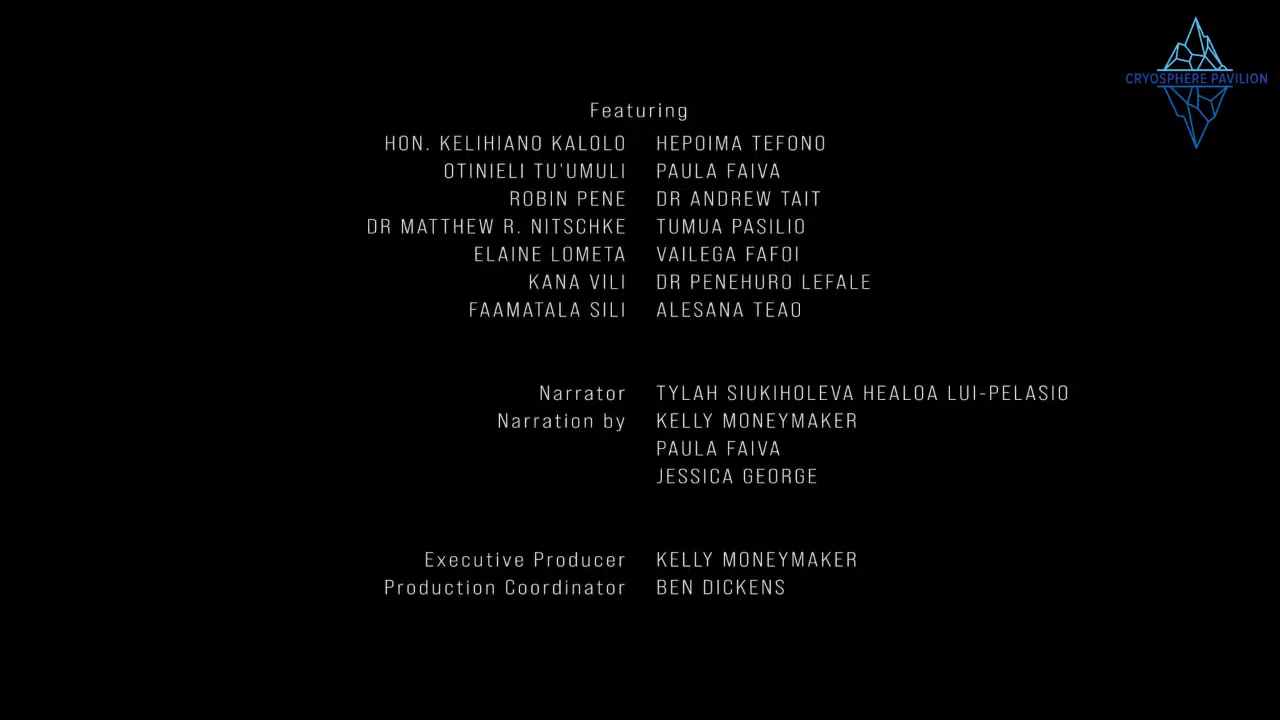 CRYOSPHERE PAVILION
Featuring
HON. KELIHIANO KALOLO HEPOIMA TEFONO
OTINIELI TU'UMULI PAULA FAIVA
ROBIN PENE DR ANDREW TAIT
DR MATTHEW R. NITSCHKE TUMUA PASILIO
ELAINE LOMETA VAILEGA FAFOI
KANA VILI DR PENEHURO LEFALE
FAAMATALA SILI ALESANA TEAO
Narrator TYLAH SIUKIHOLEVA HEALOA LUI-PELASIO
Narration by KELLY MONEYMAKER
PAULA FAIVA
JESSICA GEORGE
Executive Producer KELLY MONEYMAKER
Production Coordinator BEN DICKENS